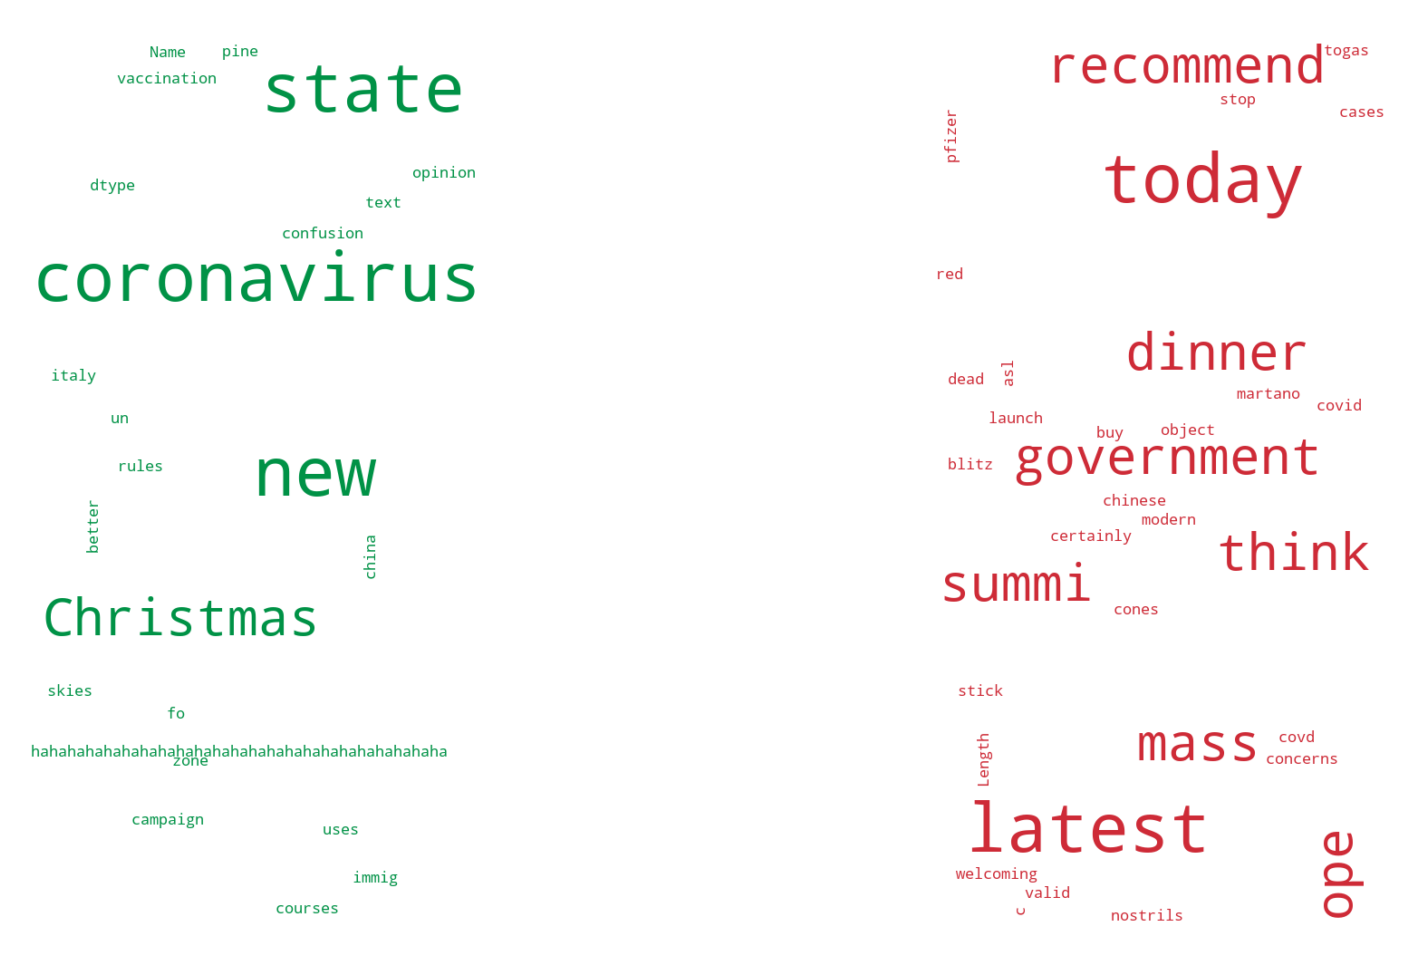 Name
pine
vaccination
state
dtype
opinion
text
confusion
coronavirus
italy
un
rules
new
better
china
Christmas
skies
fo
hahahahahahahahahahahahahahahahahahahahahahaha
zone
campaign
uses
immig
courses
recommend
togas
stop
cases
pfizer
today
red
dinner
dead
asl
martano
covid
launch
buy
object
government
blitz
chinese
modern
certainly
think
summi
cones
stick
mass
covd
concerns
Length
latest
ope
welcoming
valid
c
nostrils